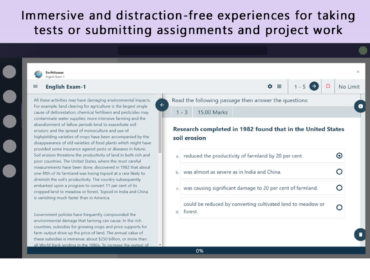 Immersive and distraction-free experiences for taking
tests or submitting assignments and project work
English Exam-1
1 - 5
No Limit
All these activities may have damaging environmental impacts.
For example land clearing for agriculture is the largest single
cause of deforestation; chemical fertilisers and pesticides may
contaminate water supplies; more intensive farming and the
abandonment of fallow periods tend to exacerbate soil
erosion; and the spread of monoculture and use of
high-yielding varieties of crops have been accompanied by the
disappearance of old varieties of food plants which might have
provided some insurance against pests or diseases in future.
Soil erosion threatens the productivity of land in both rich and
poor countries. The United States, where the most careful
measurements have been done, discovered in 1982 that about
one-fifth of its farmland was losing topsoil at a rate likely to
diminish the soil's productivity. The country subsequently
embarked upon a program to convert 11 per cent of its
cropped land to meadow or forest. Topsoil in India and China
is vanishing much faster than in America.
Government policies have frequently compounded the
environmental damage that farming can cause. In the rich
countries, subsidies for growing crops and price supports for
farm output drive up the price of land. The annual value of
these subsidies is immense: about $250 billion, or more than
Read the following passage then answer the questions
1 - 3
15.00 Marks
Research completed in 1982 found that in the United States
soil erosion
a. reduced the productivity of farmland by 20 per cent.
b. was almost as severe as in India and China.
c. was causing significant damage to 20 per cent of farmland.
d. could be reduced by converting cultivated land to meadow or
forest.
0%